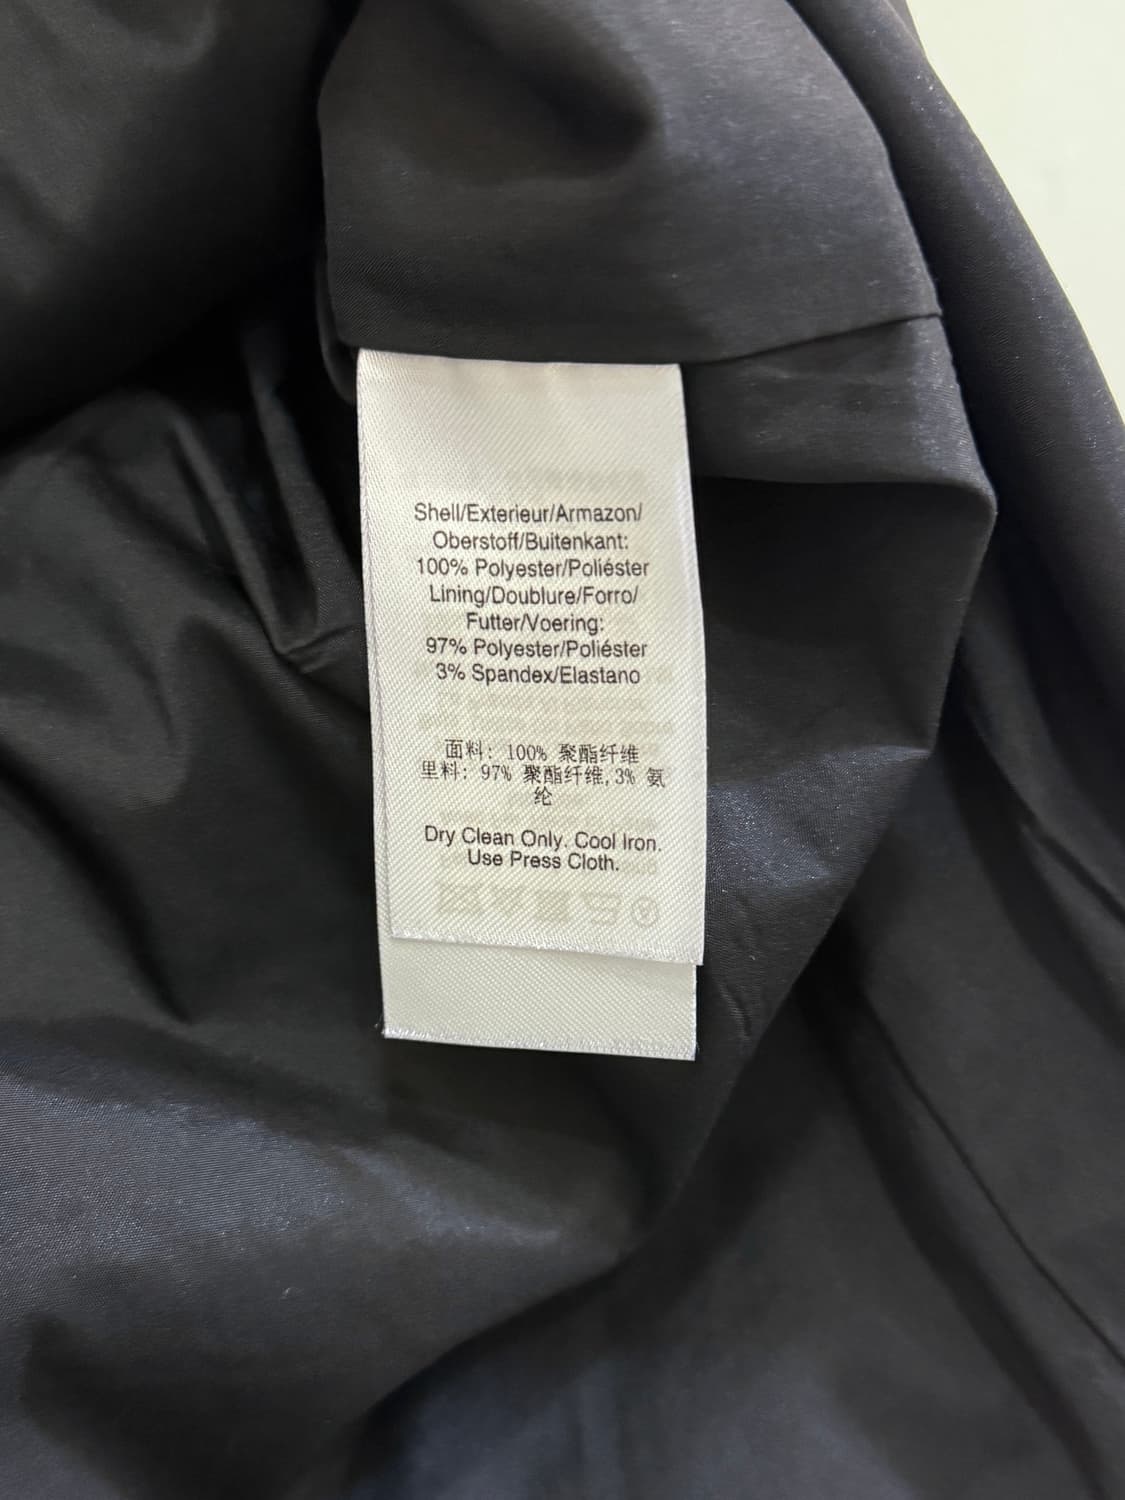 Shell/Exterieur/Armazon/
Oberstoff/Buitenkant:
100% Polyester/Poliéster
Lining/Doublure/Forro/
Futter/Voering:
97% Polyester/Poliéster
3% Spandex/Elastano
面料: 100% 聚酯纤维
里料: 97% 聚酯纤维,3% 氨
纶
Dry Clean Only. Cool Iron.
Use Press Cloth.